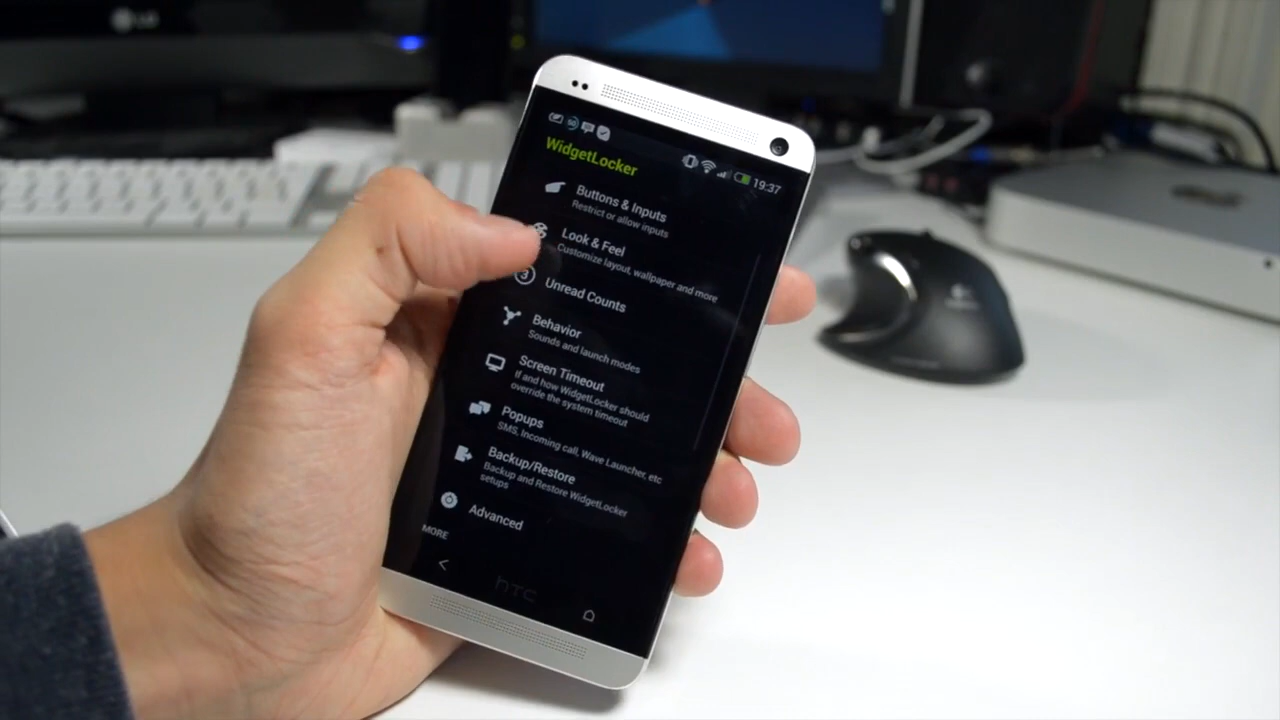 LG
19:37
WidgetLocker
Buttons & Inputs
Restrict or allow inputs
Look & Feel
Customize layout, wallpaper and more
3
Unread Counts
Behavior
Sounds and launch modes
Screen Timeout
If and how WidgetLocker should
override the system timeout
Popups
SMS, Incoming call, Wave Launcher, etc
Backup/Restore
Backup and Restore WidgetLocker
setups
Advanced
MORE
hTC